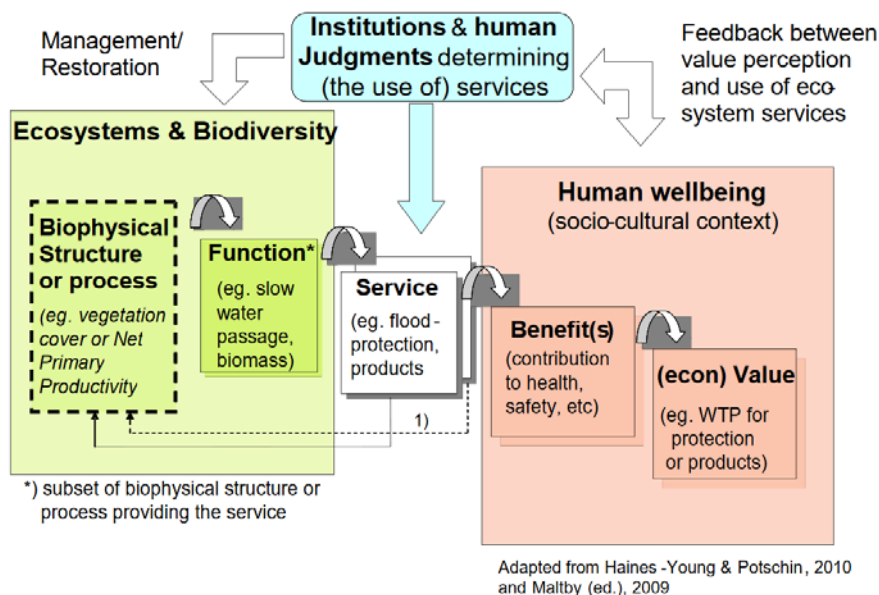 Management/
Restoration
Institutions & human
Judgments determining
(the use of) services
Feedback between
value perception
and use of eco-
system services
Ecosystems & Biodiversity
Biophysical
Structure
or process
(eg. vegetation
cover or Net
Primary
Productivity
Function*
(eg. slow
water
passage,
biomass)
Service
(eg. flood-
protection,
products
1)
Human wellbeing
(socio-cultural context)
Benefit(s)
(contribution
to health,
safety, etc)
(econ) Value
(eg. WTP for
protection
or products)
*) subset of biophysical structure or
process providing the service
Adapted from Haines -Young & Potschin, 2010
and Maltby (ed.), 2009